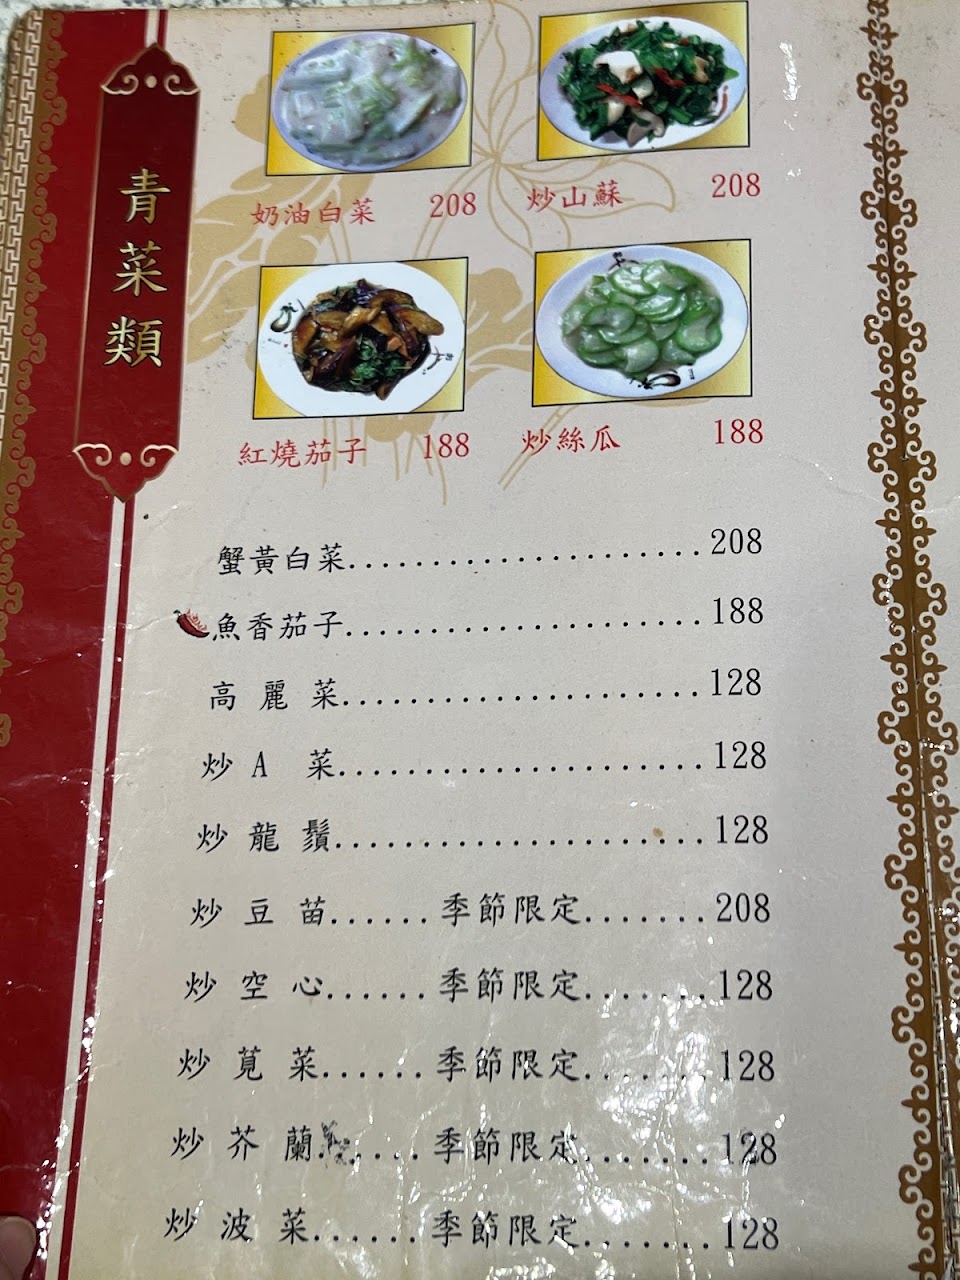 青菜類
奶油白菜 208
炒山蘇 208
紅燒茄子 188
炒絲瓜 188
蟹黃白菜.....................208
魚香茄子.....................188
高麗菜.....................128
炒A菜.....................128
炒龍鬚.....................128
炒豆苗......季節限定.......208
炒空心......季節限定.......128
炒莧菜......季節限定.......128
炒芥蘭......季節限定.......128
炒波菜......季節限定.......128